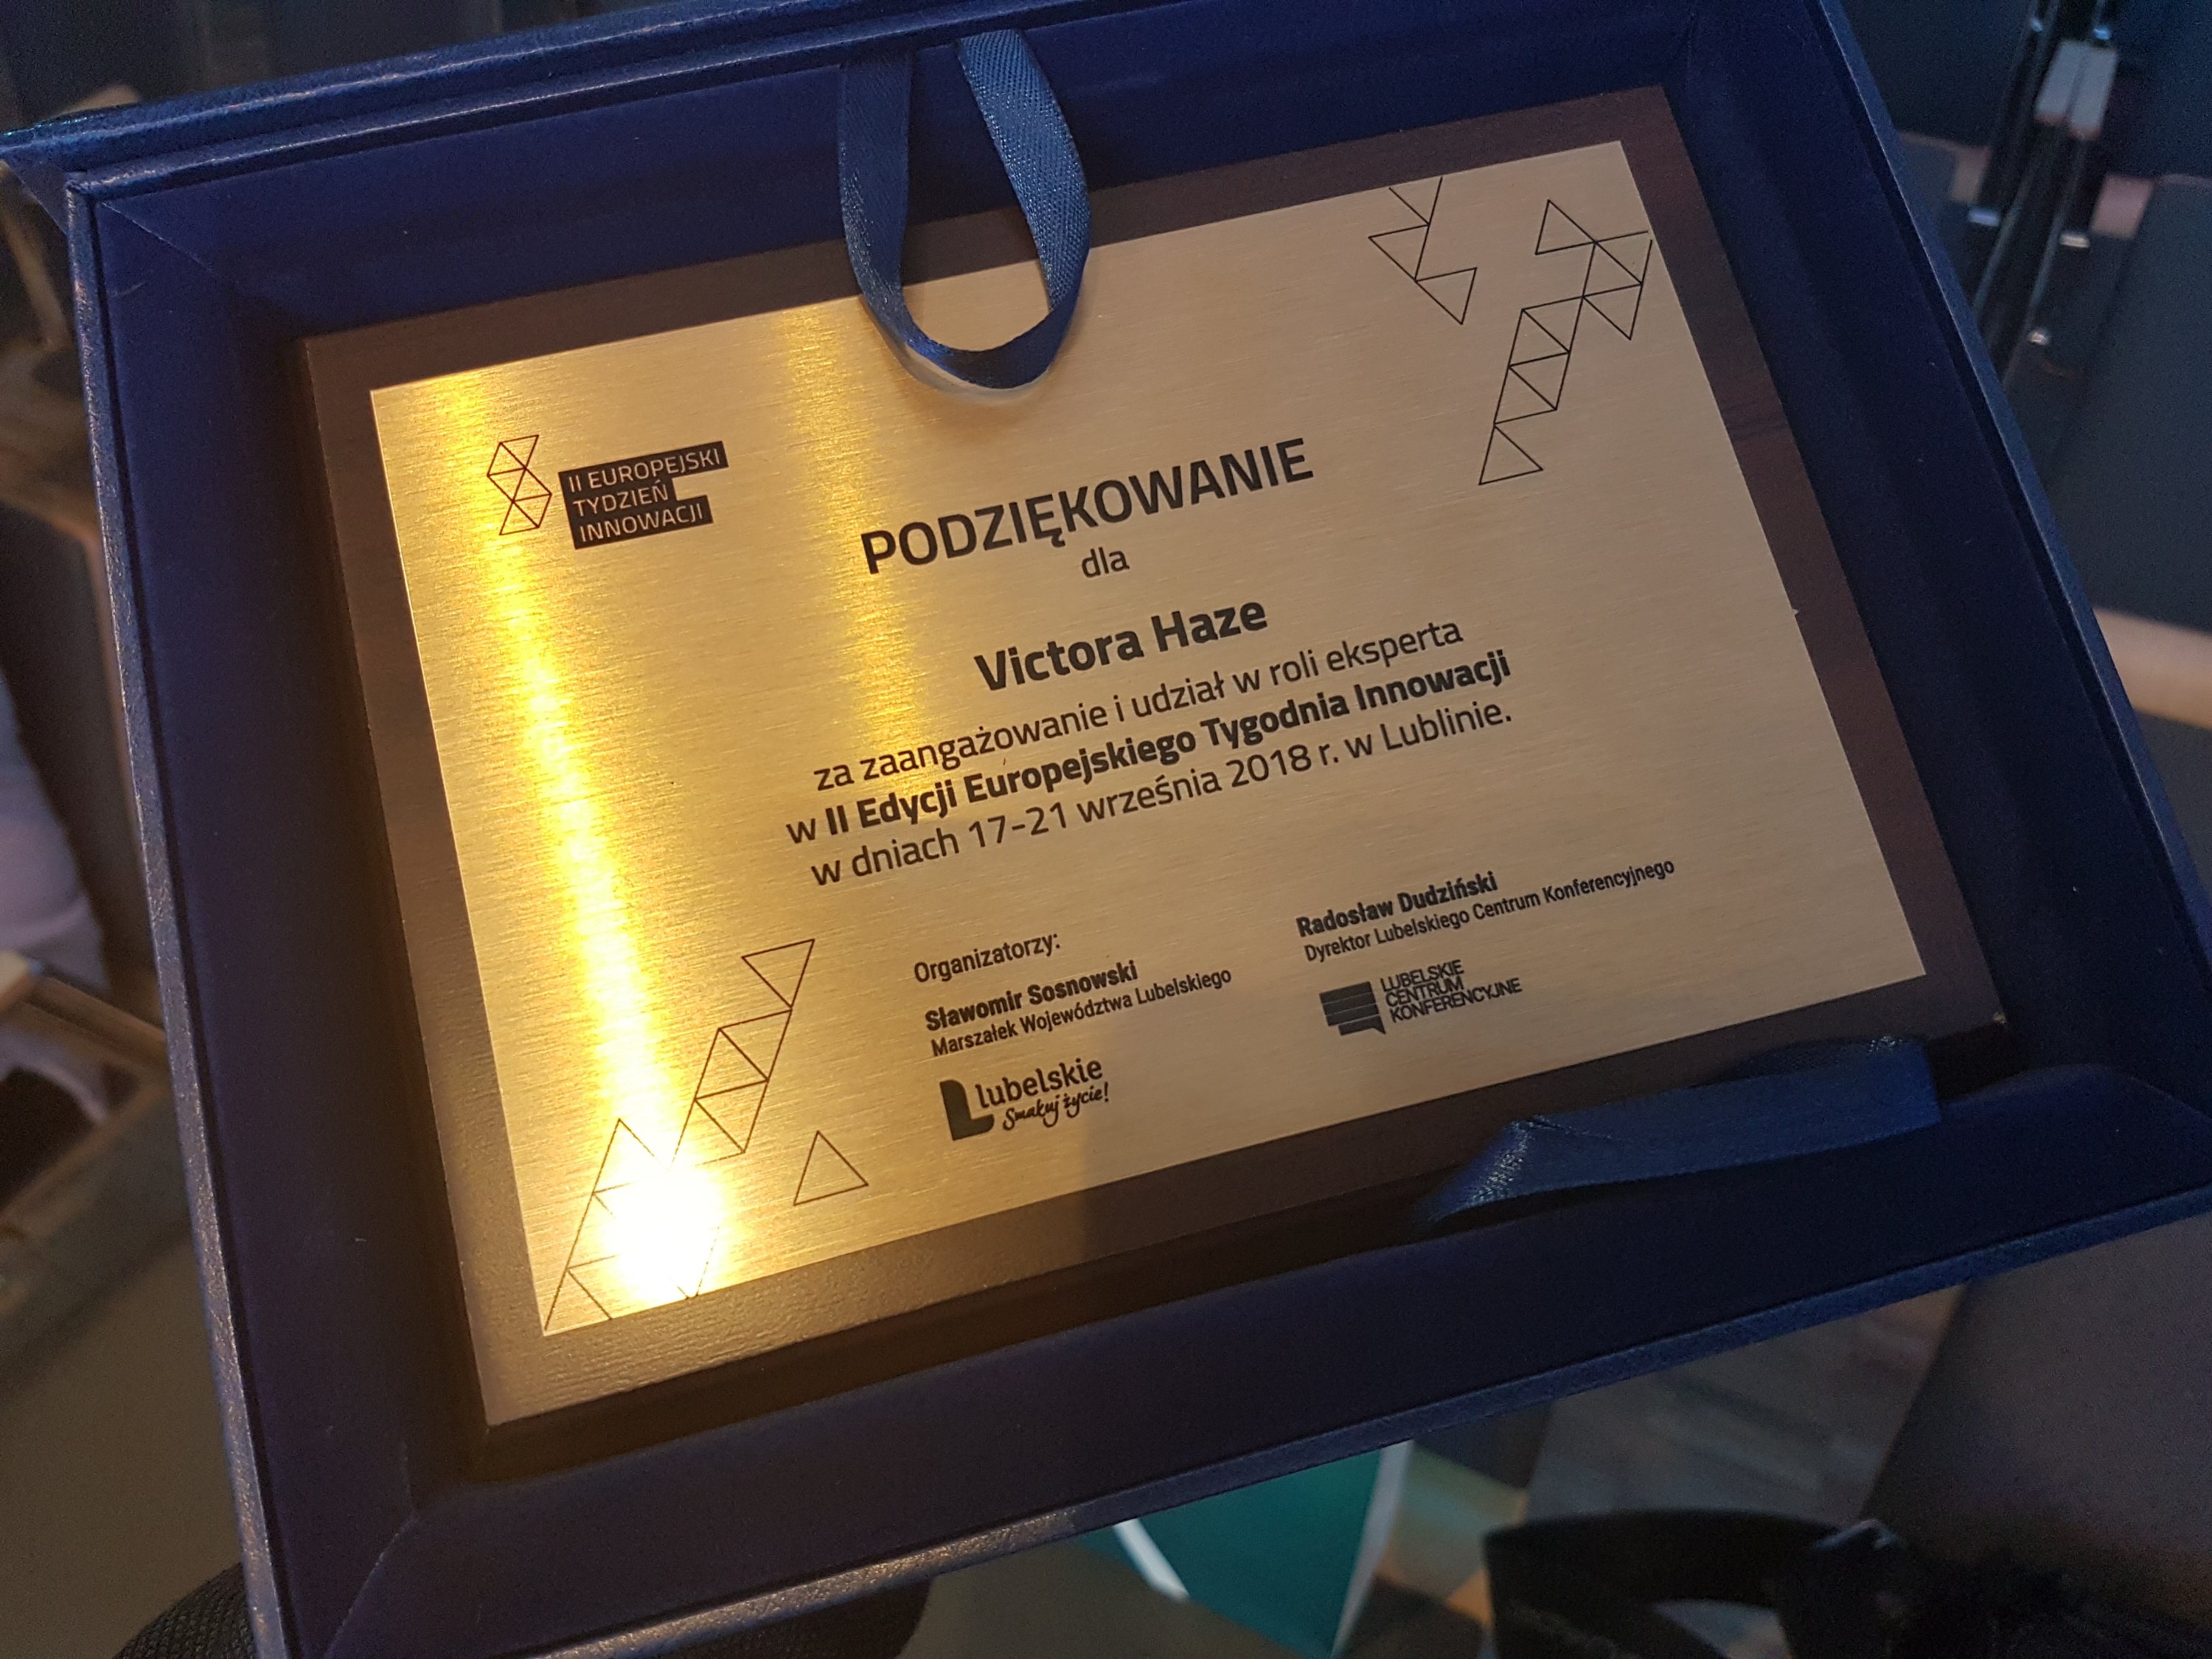 II EUROPEJSKI
TYDZIEŃ
INNOWACJI
PODZIĘKOWANIE
dla
Victora Haze
za zaangażowanie i udział w roli eksperta
w II Edycji Europejskiego Tygodnia Innowacji
w dniach 17-21 września 2018 r. w Lublinie.
Organizatorzy:
Sławomir Sosnowski
Marszałek Województwa Lubelskiego
lubelskie
Smakuj życie!
Radosław Dudziński
Dyrektor Lubelskiego Centrum Konferencyjnego
LUBELSKIE
CENTRUM
KONFERENCYJNE